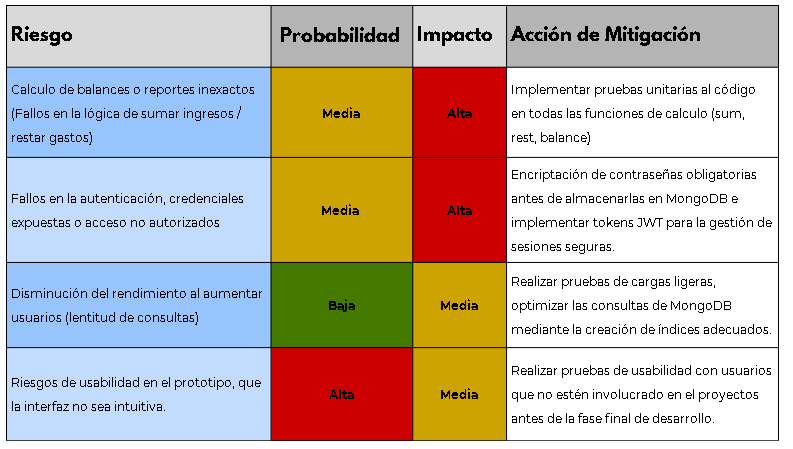 Riesgo
Probabilidad
Impacto
Acción de Mitigación
Calculo de balances o reportes inexactos
(Fallos en la lógica de sumar ingresos /
restar gastos)
Media
Alta
Implementar pruebas unitarias al código
en todas las funciones de calculo (sum,
rest, balance)
Fallos en la autenticación, credenciales
expuestas o acceso no autorizados
Media
Alta
Encriptación de contraseñas obligatorias
antes de almacenarlas en MongoDB e
implementar tokens JWT para la gestión de
sesiones seguras.
Disminución del rendimiento al aumentar
usuarios (lentitud de consultas)
Baja
Media
Realizar pruebas de cargas ligeras,
optimizar las consultas de MongoDB
mediante la creación de índices adecuados.
Riesgos de usabilidad en el prototipo, que
la interfaz no sea intuitiva.
Alta
Media
Realizar pruebas de usabilidad con usuarios
que no estén involucrado en el proyectos
antes de la fase final de desarrollo.